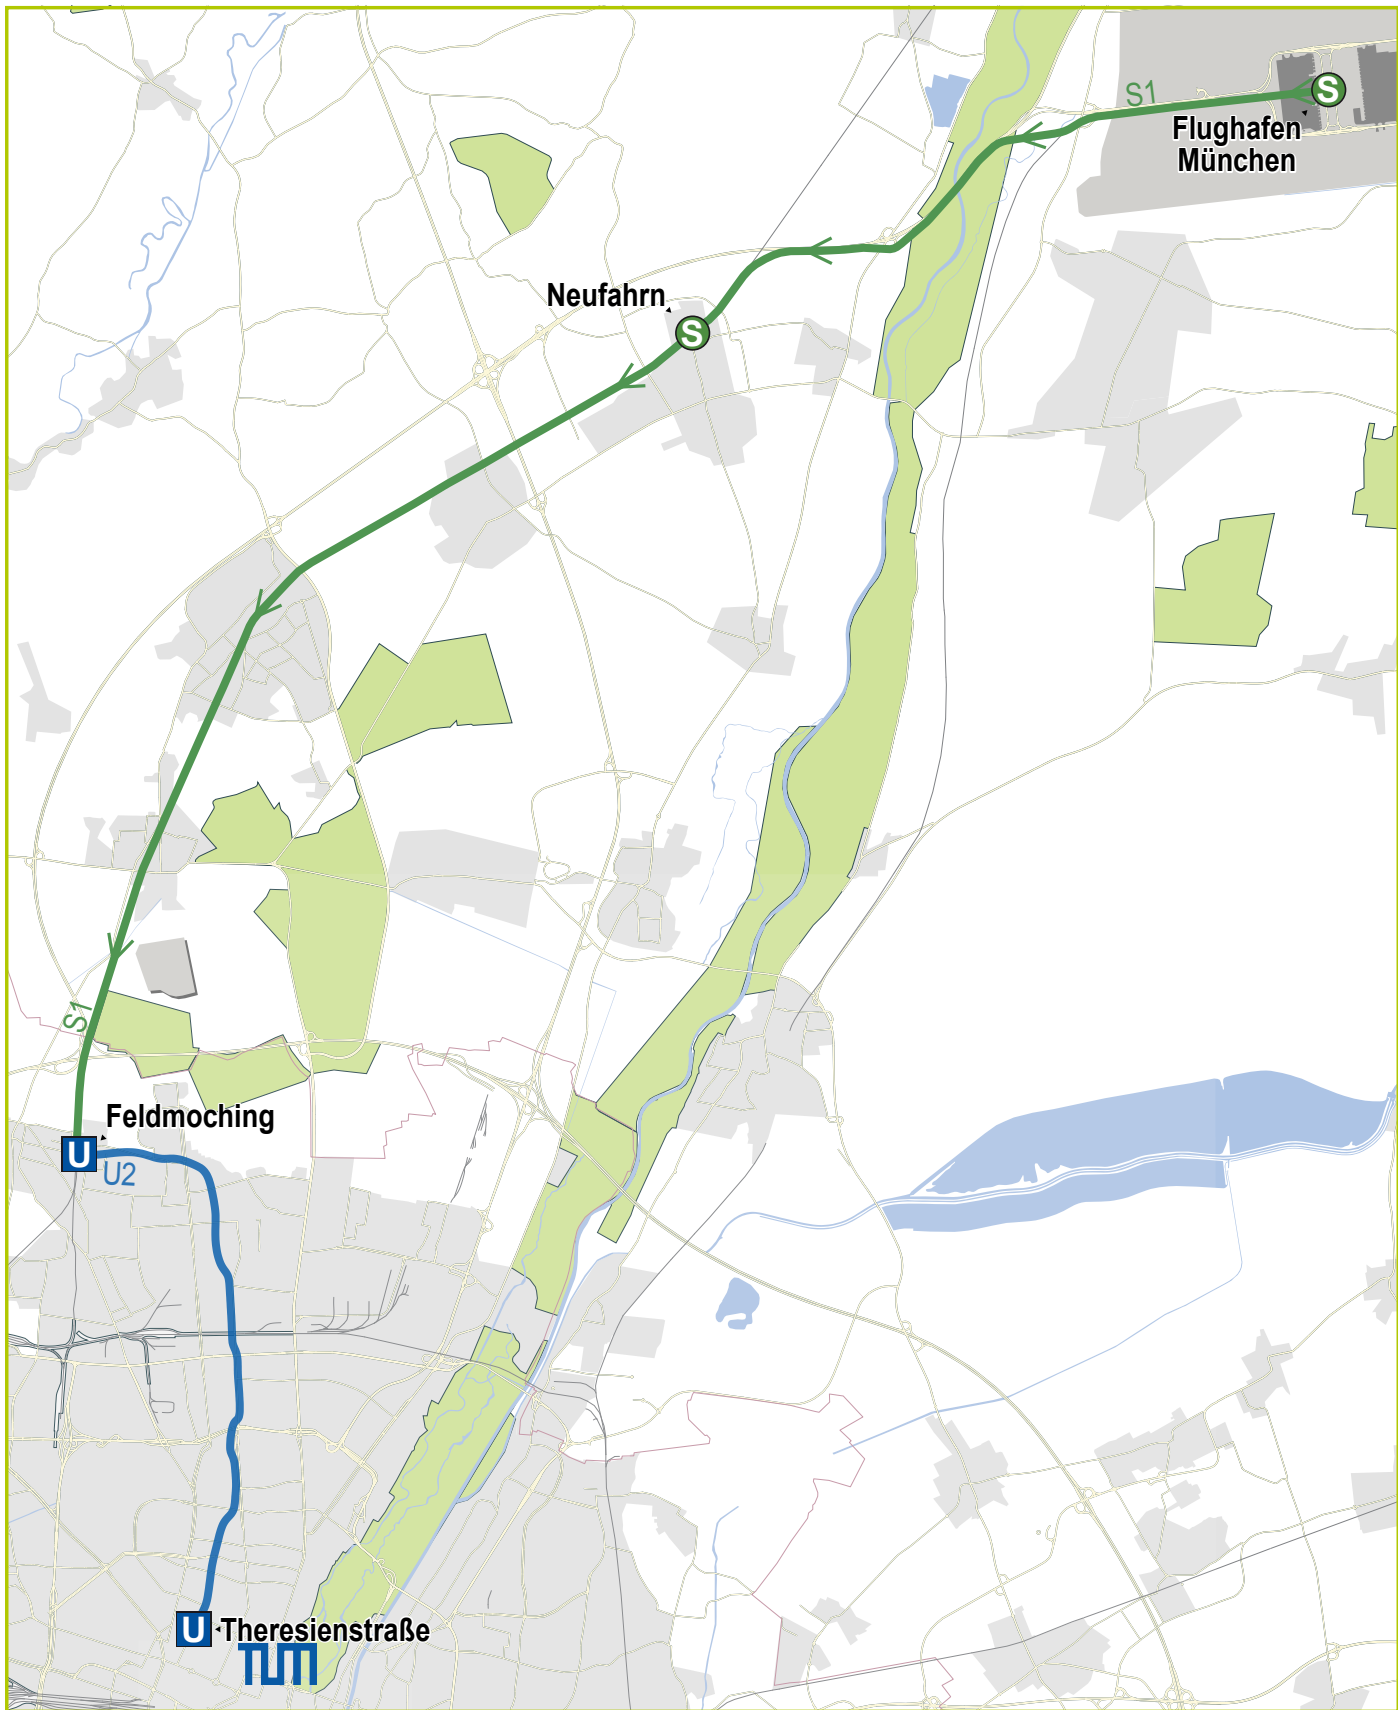 S1
S
Flughafen
München
Neufahrn
S
S1
Feldmoching
U
U2
U
Theresienstraße
TUM